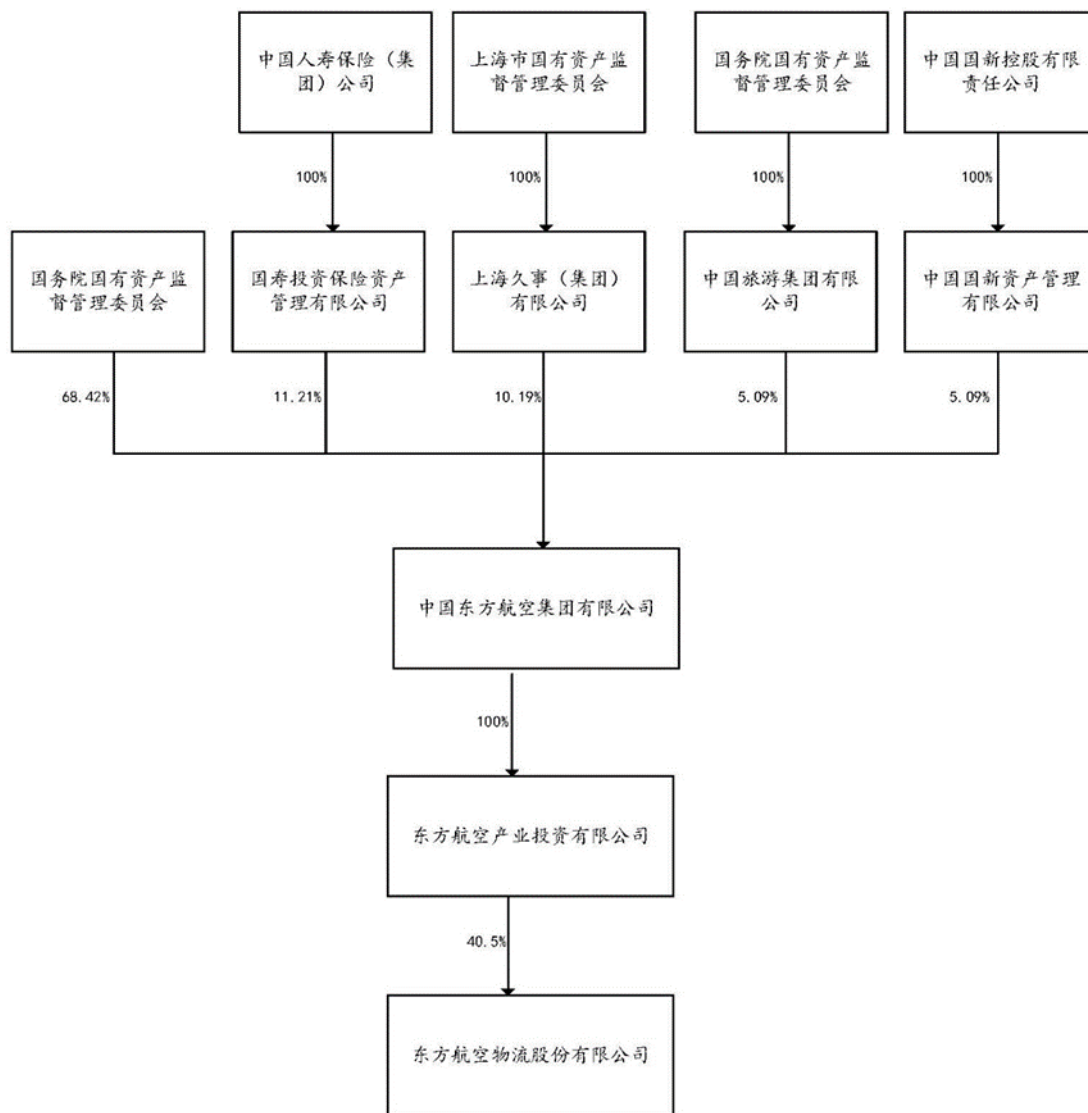 中国人寿保险（集
团）公司
上海市国有资产监
督管理委员会
国务院国有资产监
督管理委员会
中国国新控股有限
责任公司
100%
100%
100%
100%
国务院国有资产监
督管理委员会
国寿投资保险资产
管理有限公司
上海久事（集团）
有限公司
中国旅游集团有限
公司
中国国新资产管理
有限公司
68.42%
11.21%
10.19%
5.09%
5.09%
中国东方航空集团有限公司
100%
东方航空产业投资有限公司
40.5%
东方航空物流股份有限公司